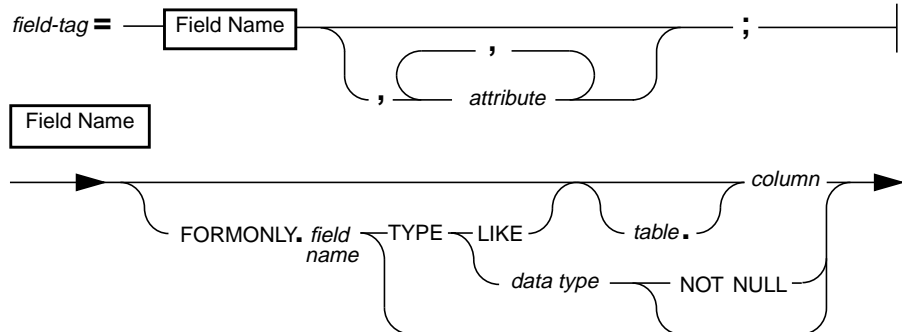 field-tag = Field Name ;
,
, attribute
Field Name
column
FORMONLY. field name TYPE LIKE table.
data type NOT NULL